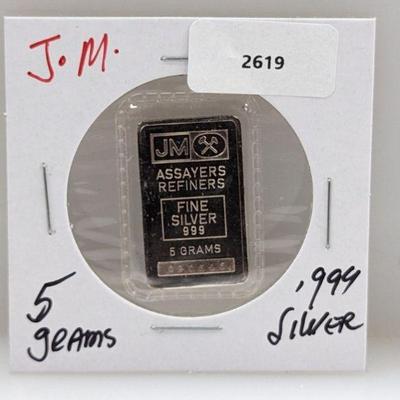 J.M.
2619
JM
ASSAYERS
REFINERS
FINE
SILVER
999
5 GRAMS
5
grams
.999
SILVER